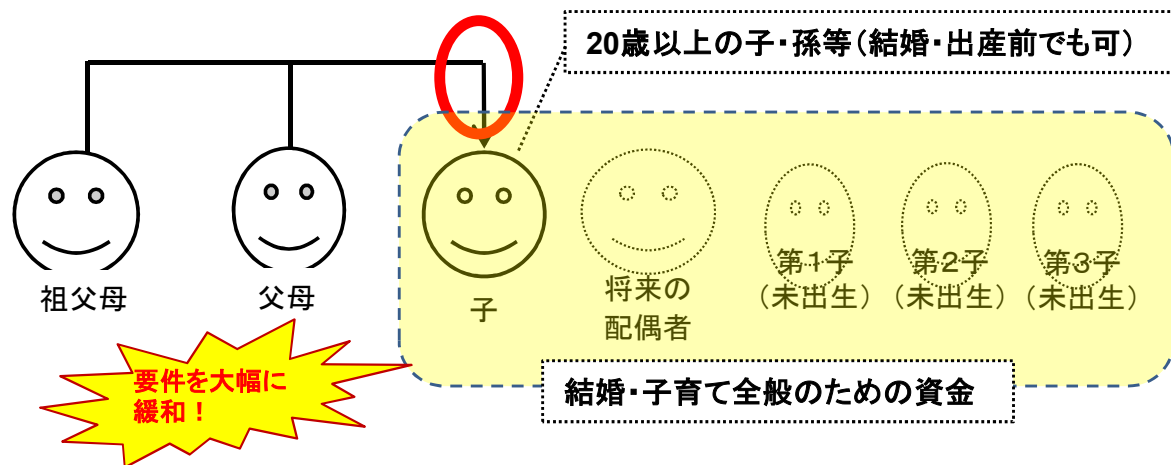 20歳以上の子・孫等（結婚・出産前でも可）
祖父母
父母
子
将来の
配偶者
第１子
（未出生）
第２子
（未出生）
第３子
（未出生）
要件を大幅に
緩和！
結婚・子育て全般のための資金